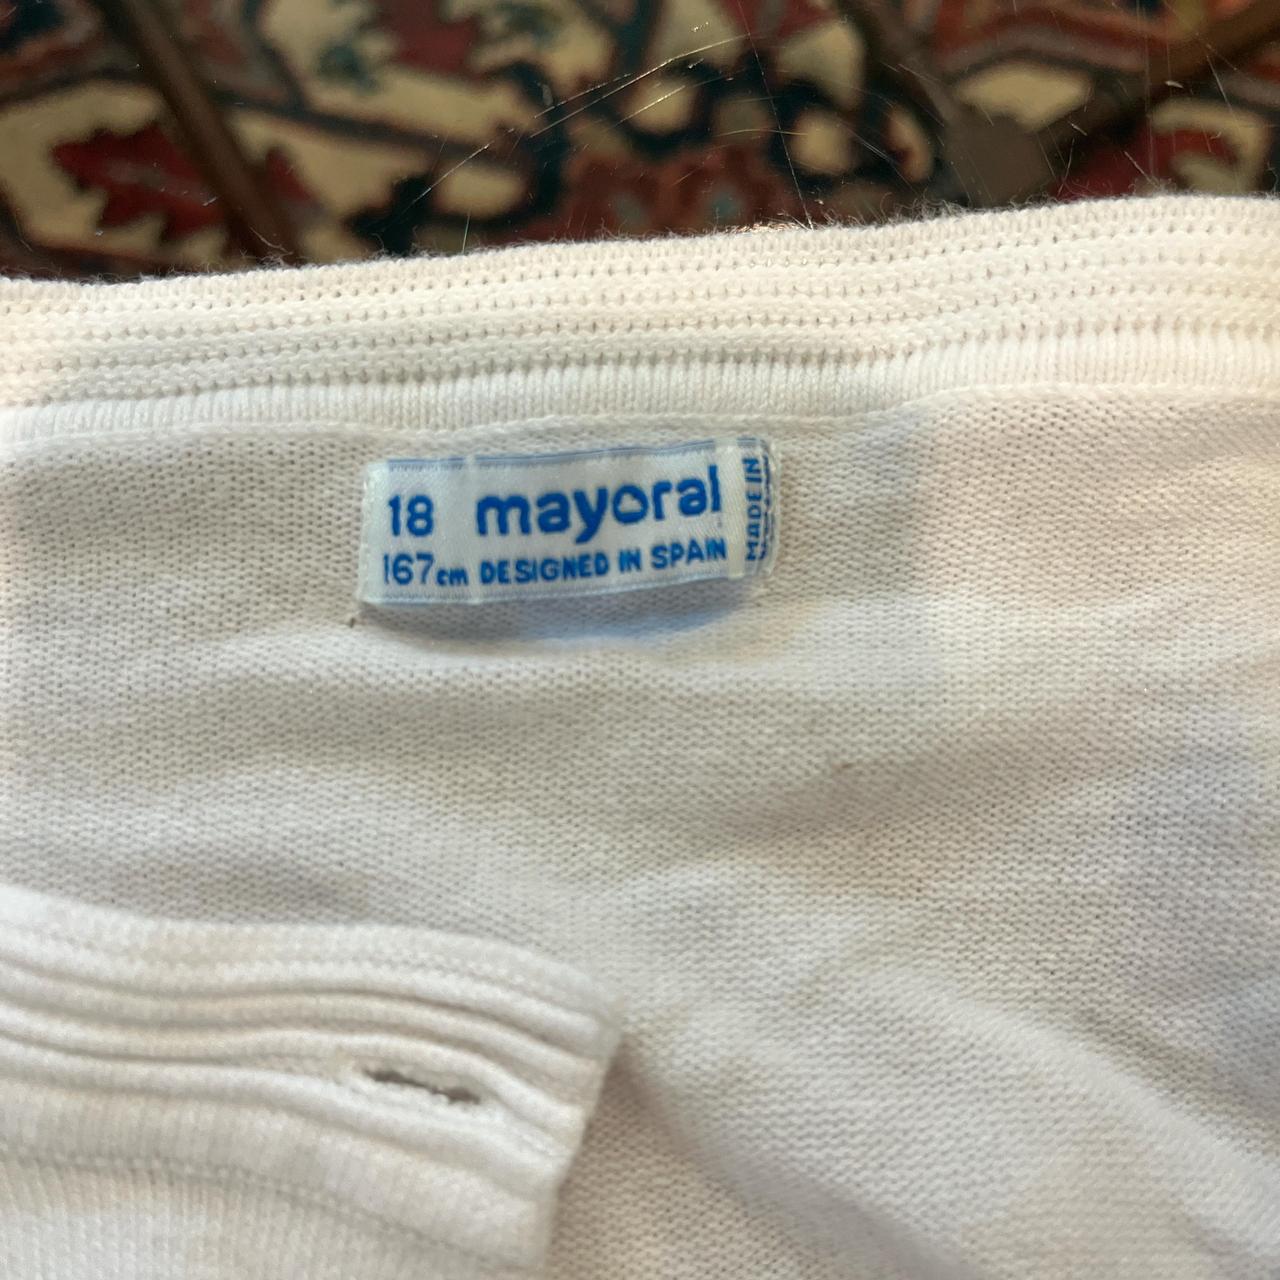 18 mayoral
167cm DESIGNED IN SPAIN
MADE IN